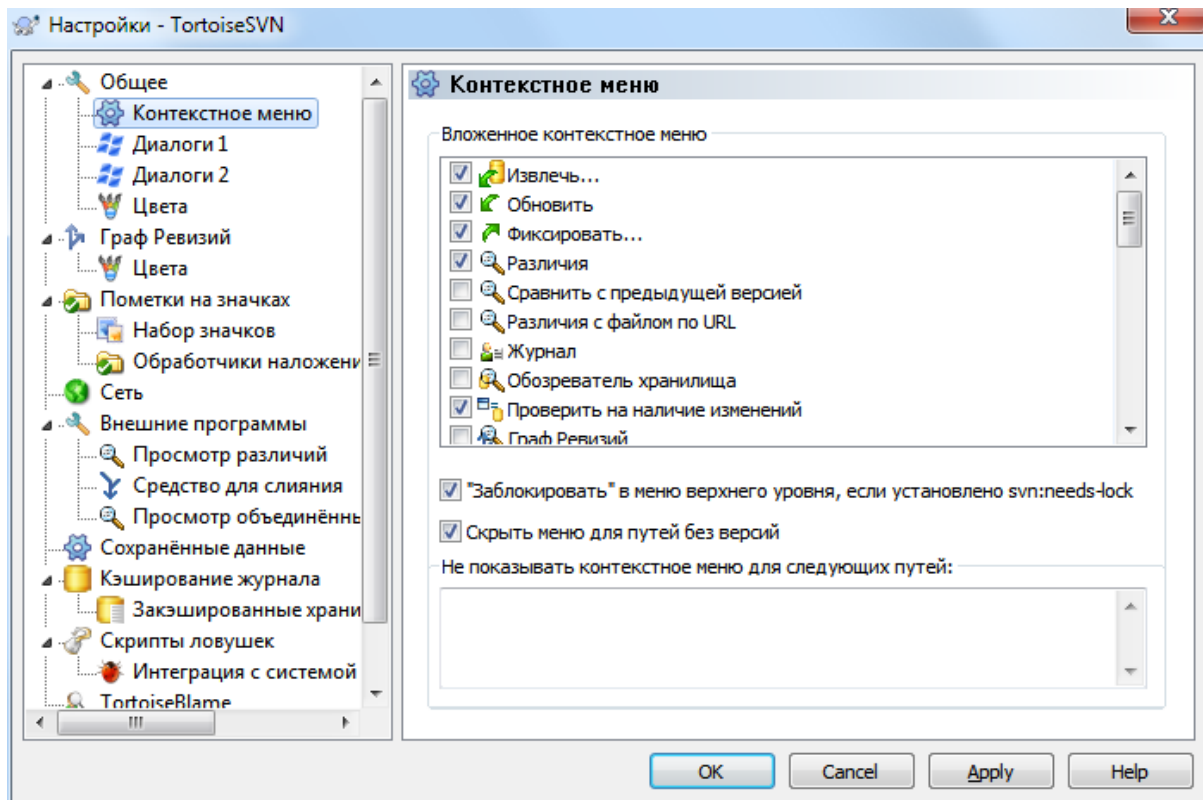 Настройки - TortoiseSVN
Общее
Контекстное меню
Диалоги 1
Диалоги 2
Цвета
Граф Ревизий
Цвета
Пометки на значках
Набор значков
Обработчики наложени
Сеть
Внешние программы
Просмотр различий
Средство для слияния
Просмотр объединённь
Сохранённые данные
Кэширование журнала
Закэшированные храни
Скрипты ловушек
Интеграция с системой
TortoiseBlame
Контекстное меню
Вложенное контекстное меню
Извлечь...
Обновить
Фиксировать...
Различия
Сравнить с предыдущей версией
Различия с файлом по URL
Журнал
Обозреватель хранилища
Проверить на наличие изменений
Граф Ревизий
"Заблокировать" в меню верхнего уровня, если установлено svn:needs-lock
Скрыть меню для путей без версий
Не показывать контекстное меню для следующих путей:
OK
Cancel
Apply
Help